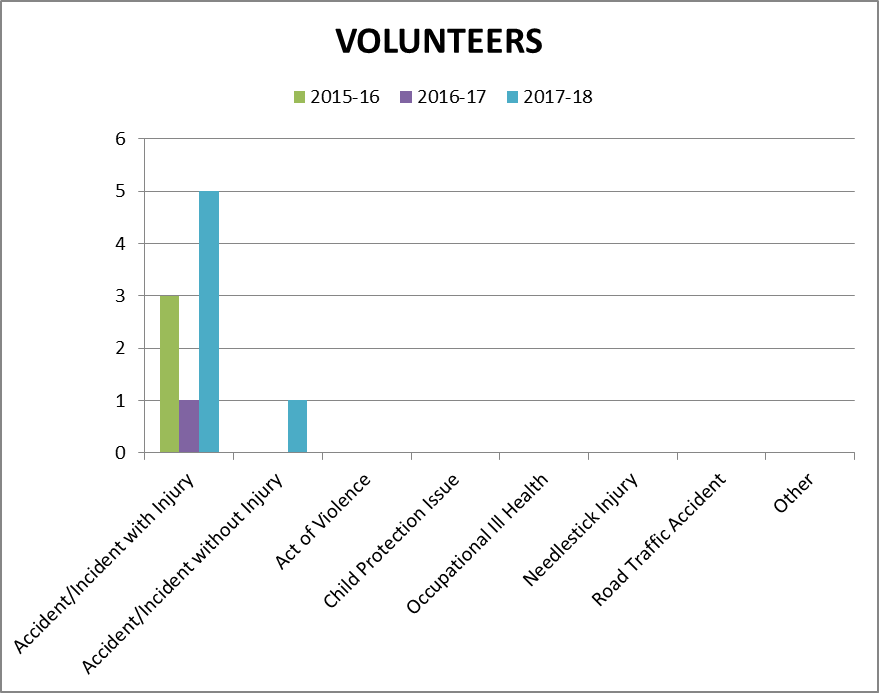 VOLUNTEERS
2015-16 2016-17 2017-18
6
5
4
3
2
1
0
Accident/Incident with Injury
Accident/Incident without Injury
Act of Violence
Child Protection Issue
Occupational Ill Health
Needlestick Injury
Road Traffic Accident
Other